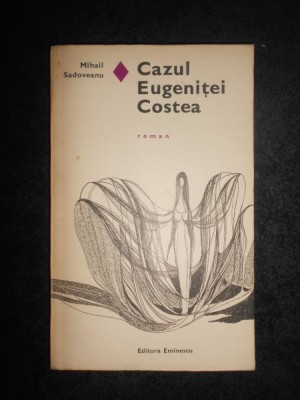 Mihail
Sadoveanu
Cazul
Eugeniței
Costea
roman
Editura Eminescu